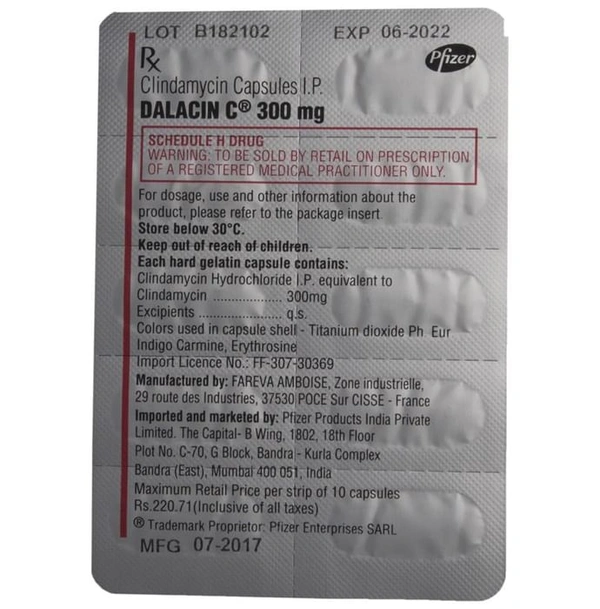 LOT B182102 EXP 06-2022
Rx Pfizer
Clindamycin Capsules I.P.
DALACIN C® 300 mg
SCHEDULE H DRUG
WARNING: TO BE SOLD BY RETAIL ON PRESCRIPTION
OF A REGISTERED MEDICAL PRACTITIONER ONLY.
For dosage, use and other information about the
product, please refer to the package insert.
Store below 30°C.
Keep out of reach of children.
Each hard gelatin capsule contains:
Clindamycin Hydrochloride I.P. equivalent to
Clindamycin .................. 300mg
Excipients ..................... q.s.
Colors used in capsule shell - Titanium dioxide Ph Eur
Indigo Carmine, Erythrosine
Import Licence No.: FF-307-30369
Manufactured by: FAREVA AMBOISE, Zone industrielle,
29 route des Industries, 37530 POCE Sur CISSE - France
Imported and marketed by: Pfizer Products India Private
Limited. The Capital- B Wing, 1802, 18th Floor
Plot No. C-70, G Block, Bandra - Kurla Complex
Bandra (East), Mumbai 400 051, India
Maximum Retail Price per strip of 10 capsules
Rs.220.71(Inclusive of all taxes)
® Trademark Proprietor: Pfizer Enterprises SARL
MFG 07-2017